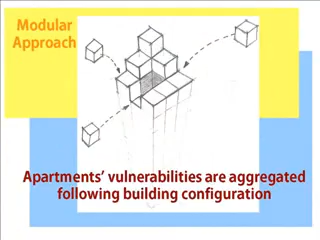 Modular
Approach
Apartments' vulnerabilities are aggregated
following building configuration